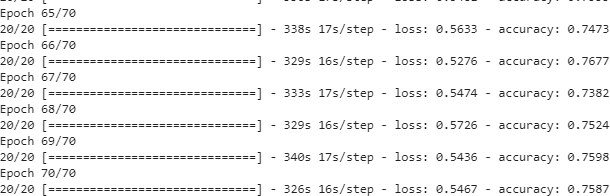 Epoch 65/70
20/20 [==============================] - 338s 17s/step - loss: 0.5633 - accuracy: 0.7473
Epoch 66/70
20/20 [==============================] - 329s 16s/step - loss: 0.5276 - accuracy: 0.7677
Epoch 67/70
20/20 [==============================] - 333s 17s/step - loss: 0.5474 - accuracy: 0.7382
Epoch 68/70
20/20 [==============================] - 329s 16s/step - loss: 0.5726 - accuracy: 0.7524
Epoch 69/70
20/20 [==============================] - 340s 17s/step - loss: 0.5436 - accuracy: 0.7598
Epoch 70/70
20/20 [==============================] - 326s 16s/step - loss: 0.5467 - accuracy: 0.7587